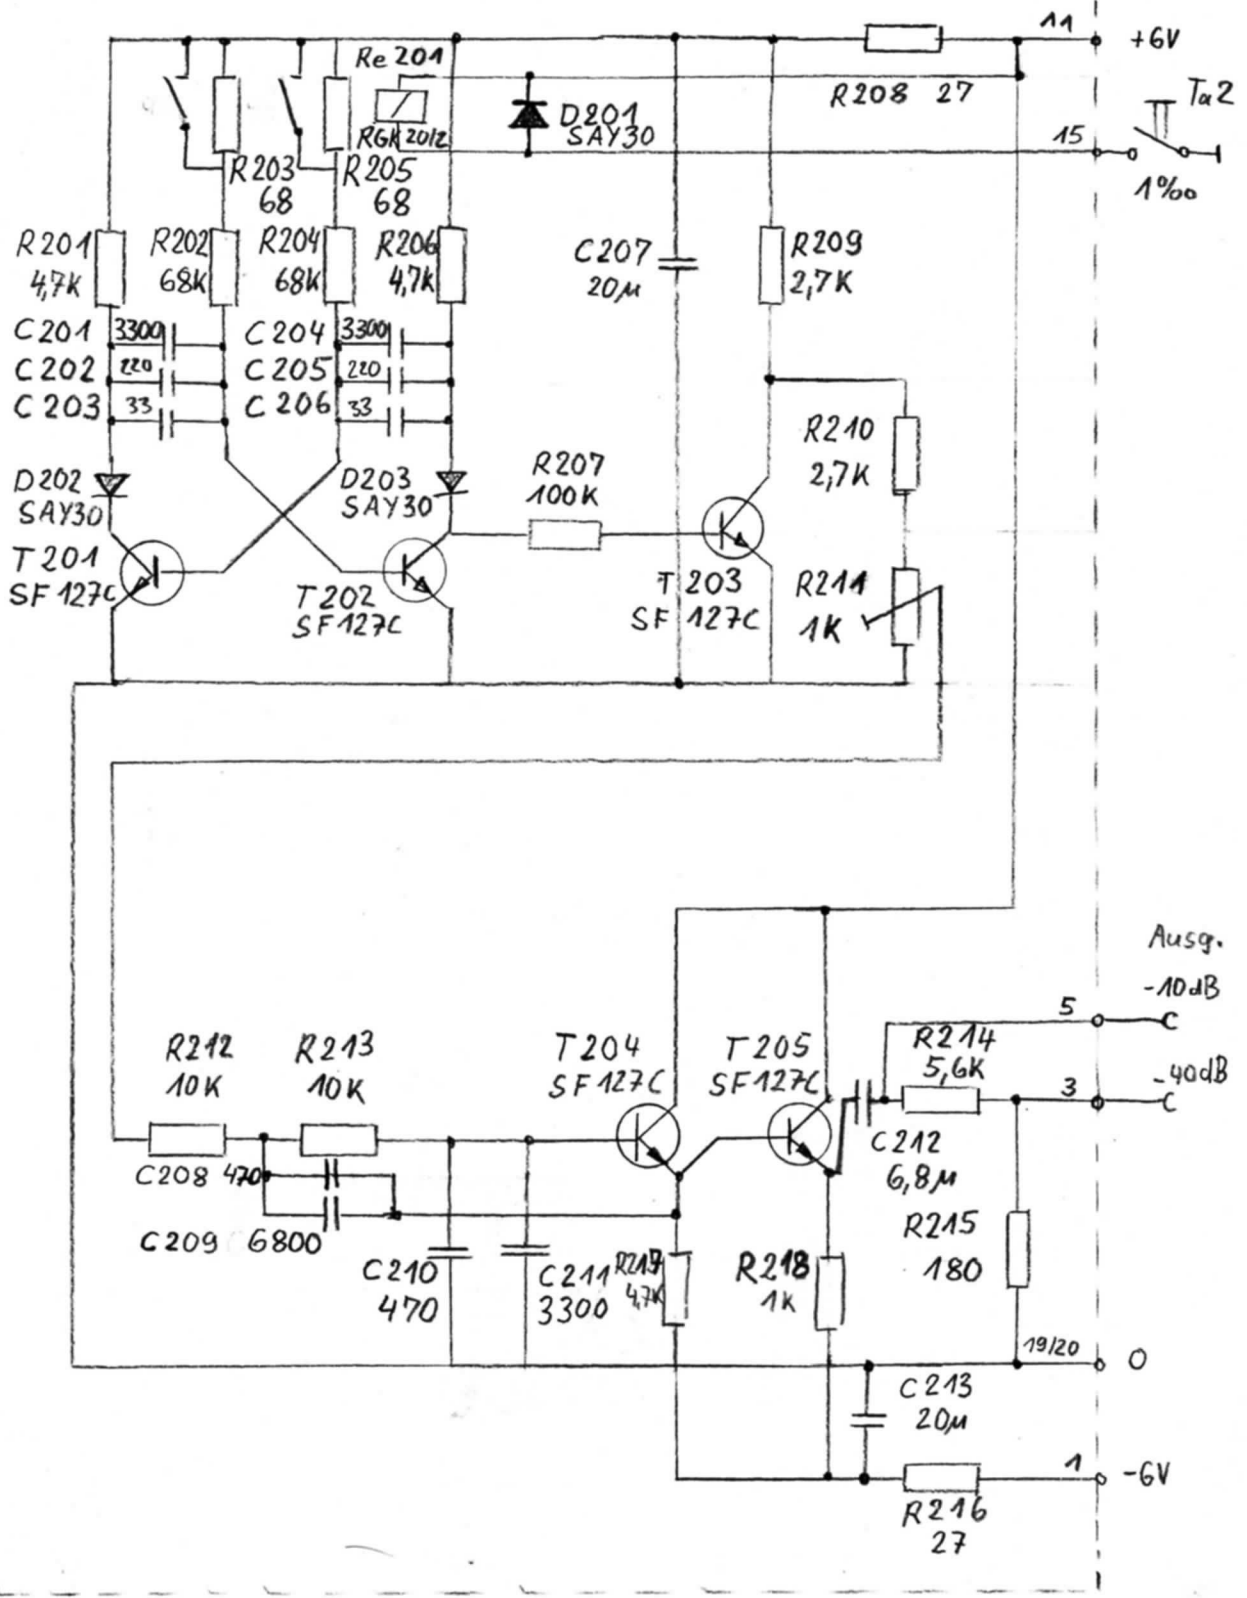 11
+6V
Re 201
R208 27
Ta2
D201
SAY30
RGK 20/2
15
1‰
R203
68
R205
68
R201
4,7K
R202
68K
R204
68K
R206
4,7K
C207
20µ
R209
2,7K
C201 3300
C204 3300
C202 220
C205 220
C203 33
C206 33
R210
2,7K
D202
SAY30
D203
SAY30
R207
100K
T201
SF127C
T202
SF127C
T203
SF127C
R211
1K
Ausg.
-10dB
5
R212
10K
R213
10K
T204
SF127C
T205
SF127C
R214
5,6K
3
-40dB
C208 470
C212
6,8µ
C209 6800
C210
470
C211
3300
4,7K
R218
1K
R215
180
19/20
0
C213
20µ
1
-6V
R216
27